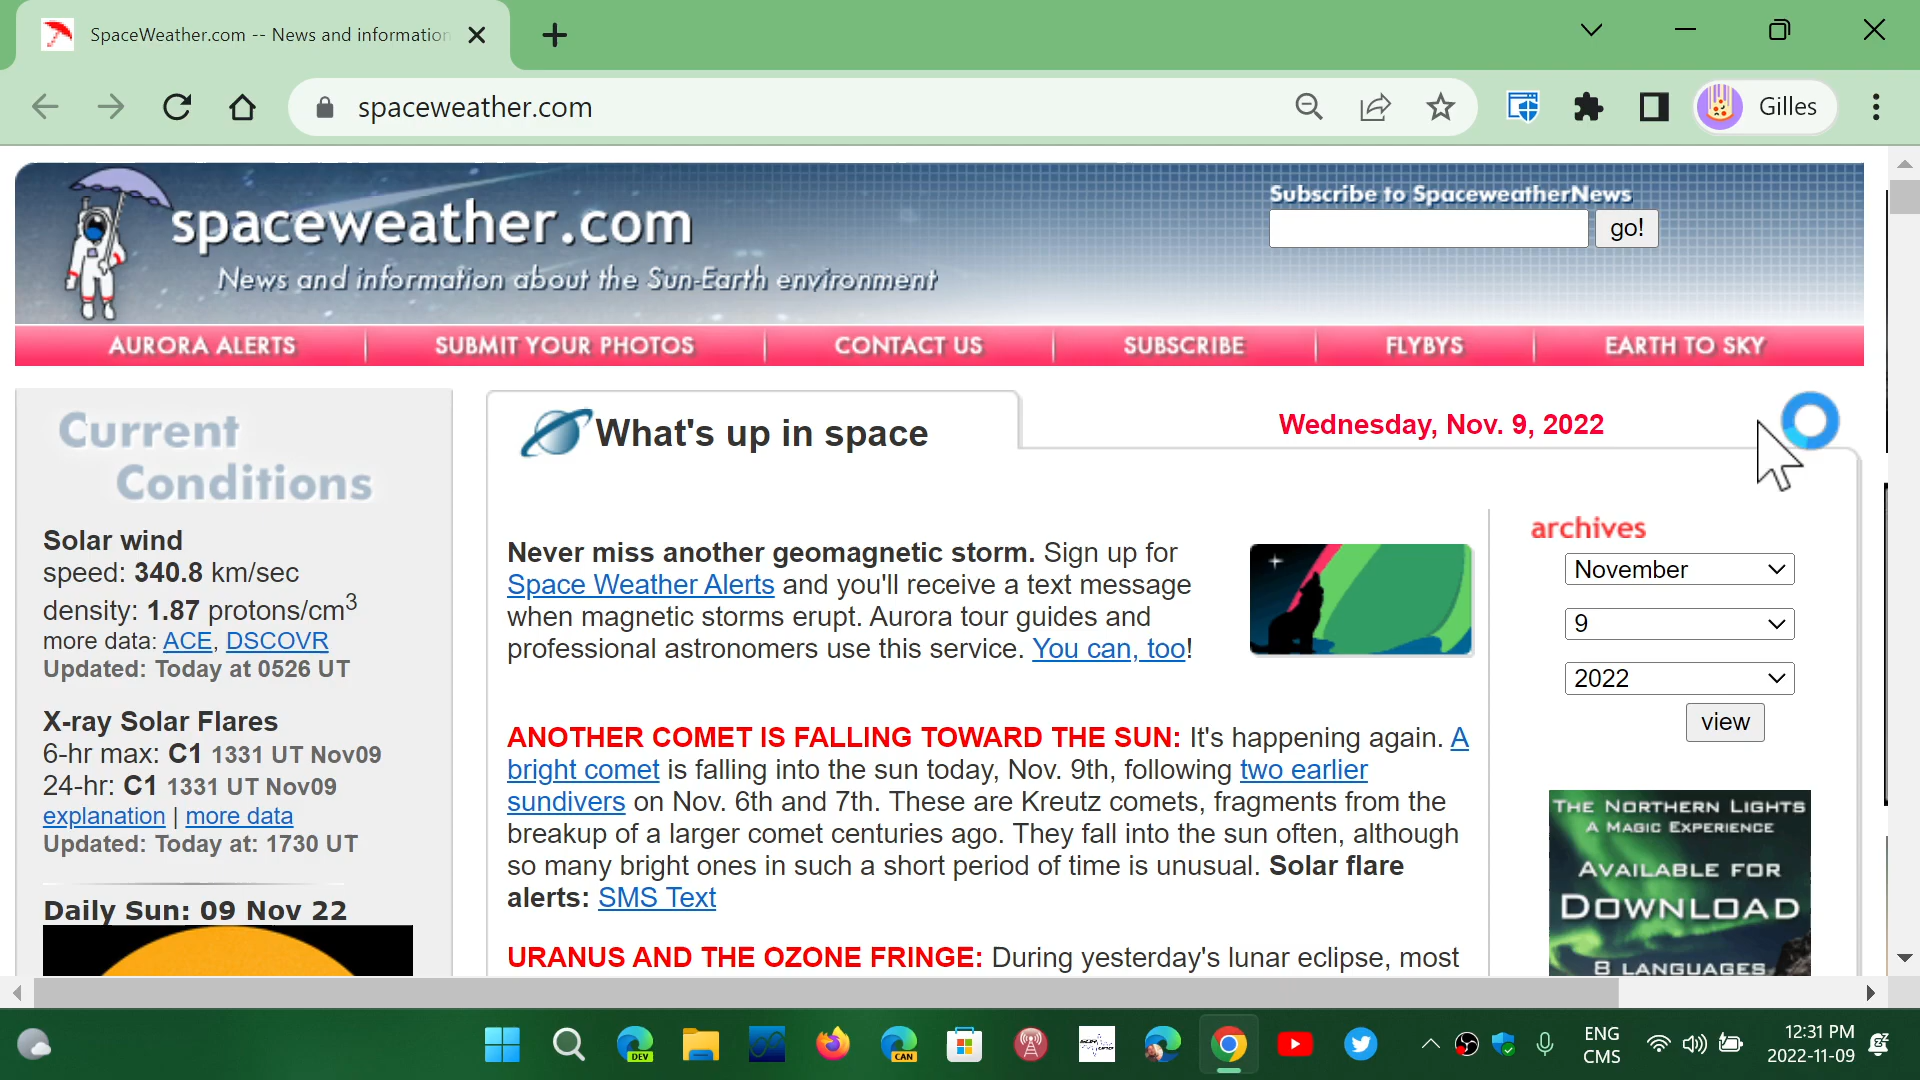 SpaceWeather.com -- News and information
spaceweather.com
Gilles
spaceweather.com
News and information about the Sun-Earth environment
Subscribe to SpaceweatherNews
go!
AURORA ALERTS
SUBMIT YOUR PHOTOS
CONTACT US
SUBSCRIBE
FLYBYS
EARTH TO SKY
Current
Conditions
Solar wind
speed: 340.8 km/sec
density: 1.87 protons/cm3
more data: ACE, DSCOVR
Updated: Today at 0526 UT
X-ray Solar Flares
6-hr max: C1 1331 UT Nov09
24-hr: C1 1331 UT Nov09
explanation | more data
Updated: Today at: 1730 UT
Daily Sun: 09 Nov 22
What's up in space
Wednesday, Nov. 9, 2022
Never miss another geomagnetic storm. Sign up for
Space Weather Alerts and you'll receive a text message
when magnetic storms erupt. Aurora tour guides and
professional astronomers use this service. You can, too!
ANOTHER COMET IS FALLING TOWARD THE SUN: It's happening again. A
bright comet is falling into the sun today, Nov. 9th, following two earlier
sundivers on Nov. 6th and 7th. These are Kreutz comets, fragments from the
breakup of a larger comet centuries ago. They fall into the sun often, although
so many bright ones in such a short period of time is unusual. Solar flare
alerts: SMS Text
URANUS AND THE OZONE FRINGE: During yesterday's lunar eclipse, most
archives
November
9
2022
view
THE NORTHERN LIGHTS
A MAGIC EXPERIENCE
AVAILABLE FOR
DOWNLOAD
8 LANGUAGES
DEV
CAN
ENG
CMS
12:31 PM
2022-11-09